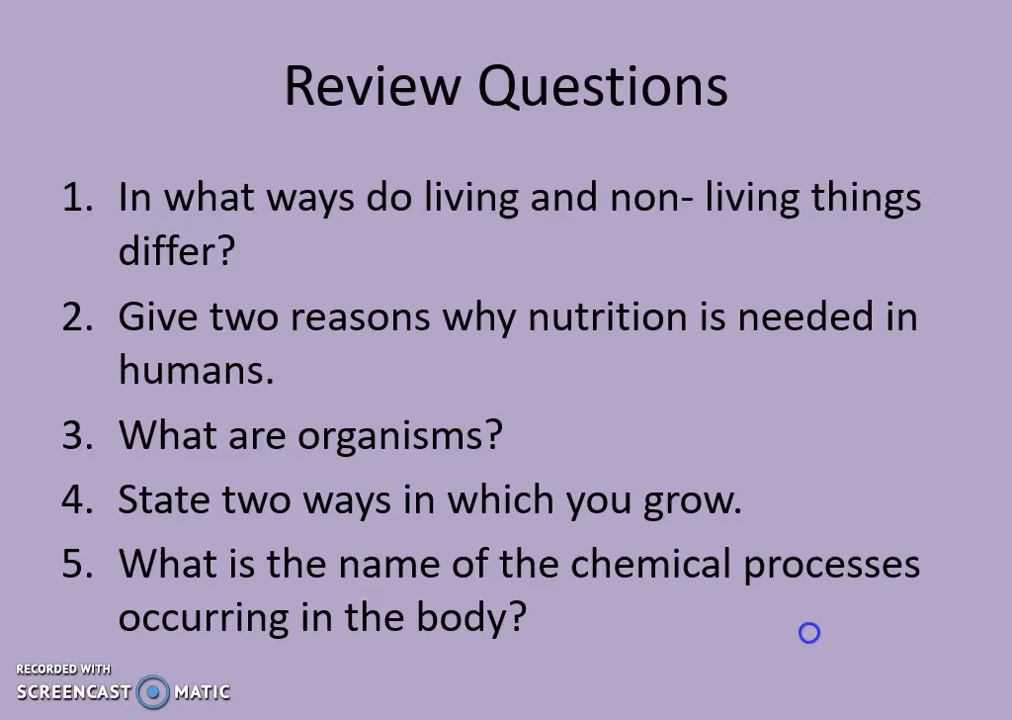 Review Questions
1. In what ways do living and non- living things
differ?
2. Give two reasons why nutrition is needed in
humans.
3. What are organisms?
4. State two ways in which you grow.
5. What is the name of the chemical processes
occurring in the body?
RECORDED WITH
SCREENCAST MATIC